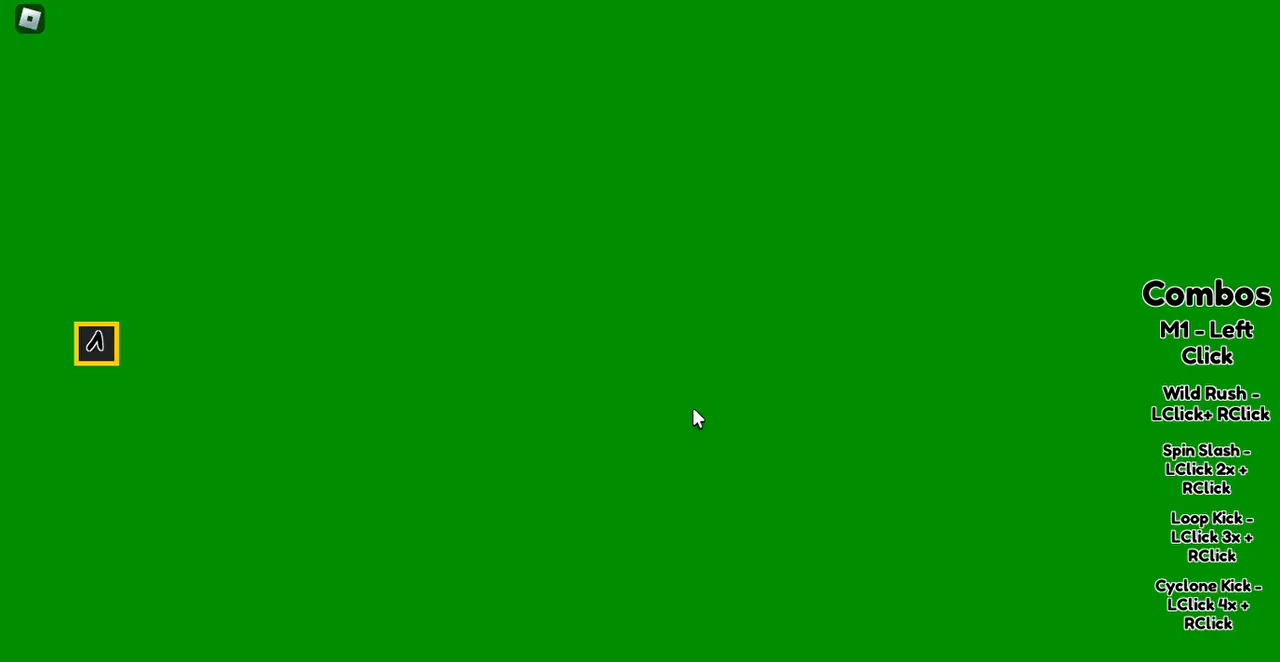 Combos
M1 - Left
Click
Wild Rush -
LClick+ RClick
Spin Slash -
LClick 2x +
RClick
Loop Kick -
LClick 3x +
RClick
Cyclone Kick -
LClick 4x +
RClick